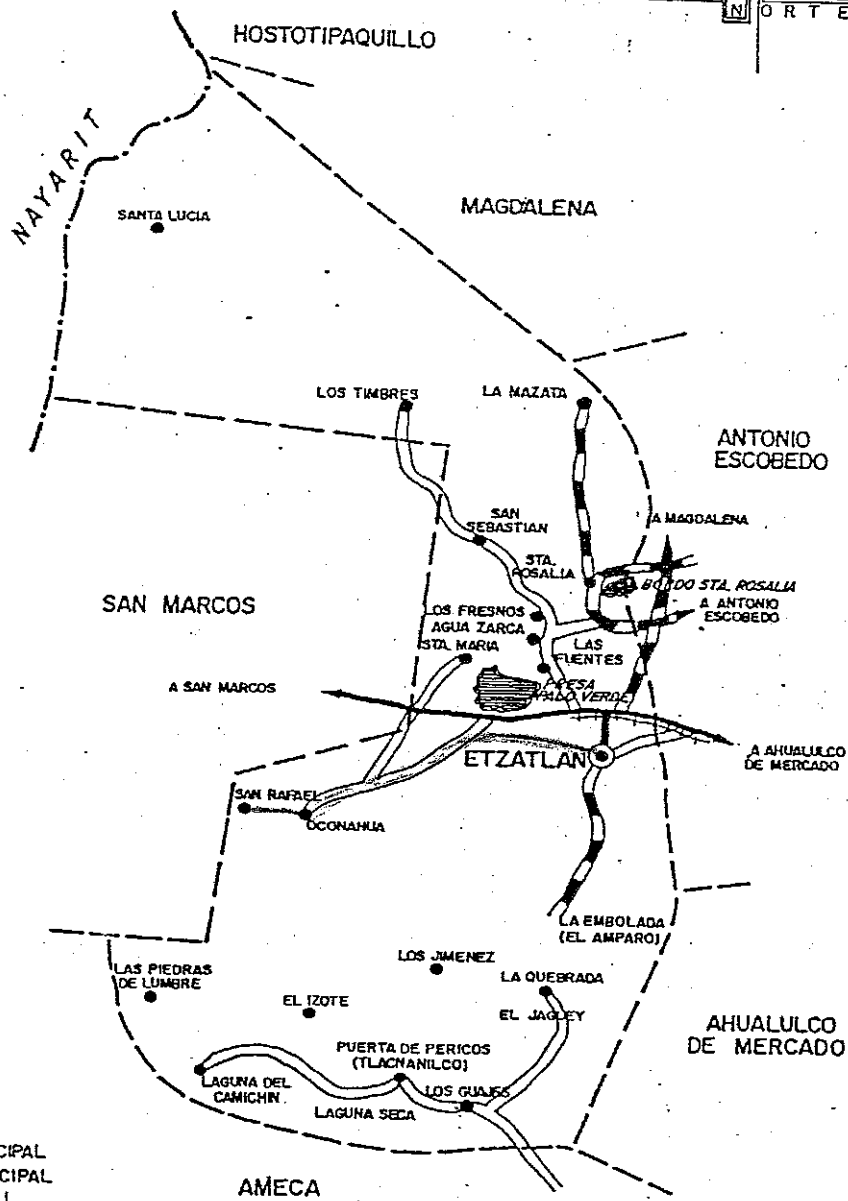 N ORTE
HOSTOTIPAQUILLO
NAYARIT
SANTA LUCIA
MAGDALENA
LOS TIMBRES
LA MAZATA
ANTONIO
ESCOBEDO
A MAGDALENA
SAN
SEBASTIAN
STA.
ROSALIA
BORDO STA. ROSALIA
A ANTONIO
ESCOBEDO
SAN MARCOS
LOS FRESNOS
AGUA ZARCA
STA. MARIA
LAS
FUENTES
A SAN MARCOS
PRESA
PALO VERDE
ETZATLAN
A AHUALULCO
DE MERCADO
SAN RAFAEL
OCONAHUA
LA EMBOLADA
(EL AMPARO)
LAS PIEDRAS
DE LUMBRE
LOS JIMENEZ
LA QUEBRADA
EL IZOTE
EL JAGUEY
AHUALULCO
DE MERCADO
PUERTA DE PERICOS
(TLACNANILCO)
LAGUNA DEL
CAMICHIN
LOS GUAJES
LAGUNA SECA
CIPAL
CIPAL
AMECA